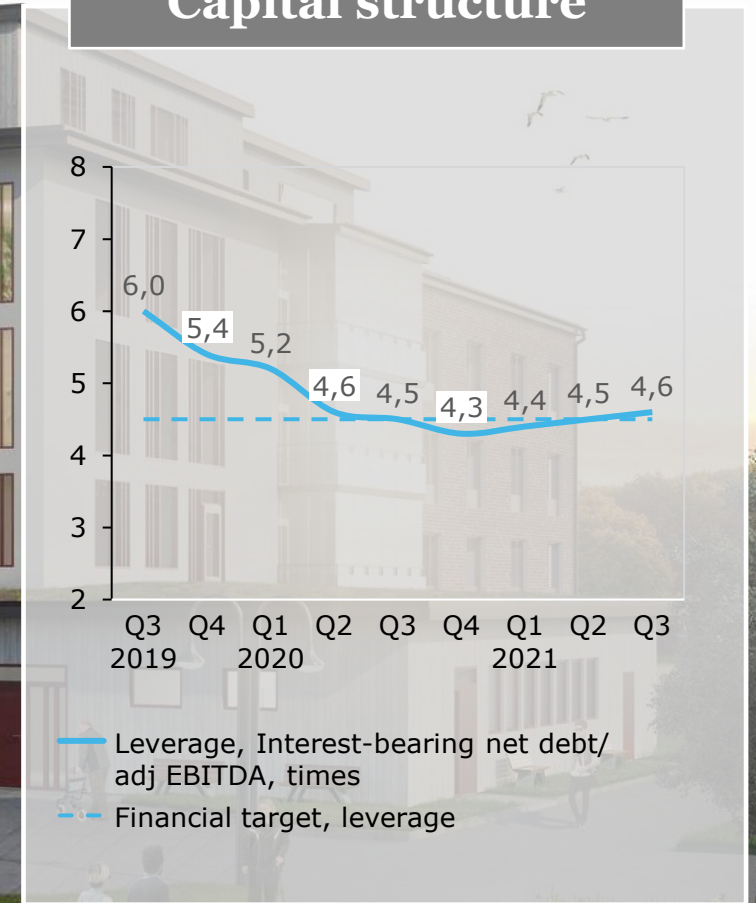 Capital structure
8
7
6
5
4
3
2
6,0
5,4
5,2
4,6
4,5
4,3
4,4
4,5
4,6
Q3 Q4 Q1 Q2 Q3 Q4 Q1 Q2 Q3
2019 2020 2021
Leverage, Interest-bearing net debt/
adj EBITDA, times
Financial target, leverage